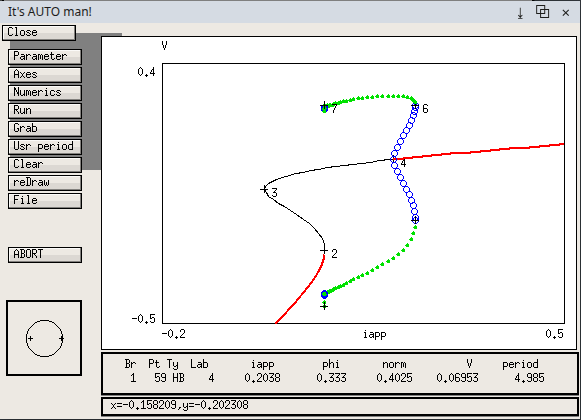 It's AUTO man!
Close
Parameter
Axes
Numerics
Run
Grab
Usr period
Clear
reDraw
File
ABORT
V
0.4
7
6
4
3
2
-0.5
-0.2
iapp
0.5
Br Pt Ty Lab iapp phi norm V period
1 59 HB 4 0.2038 0.333 0.4025 0.06953 4.985
x=-0.158209,y=-0.202308